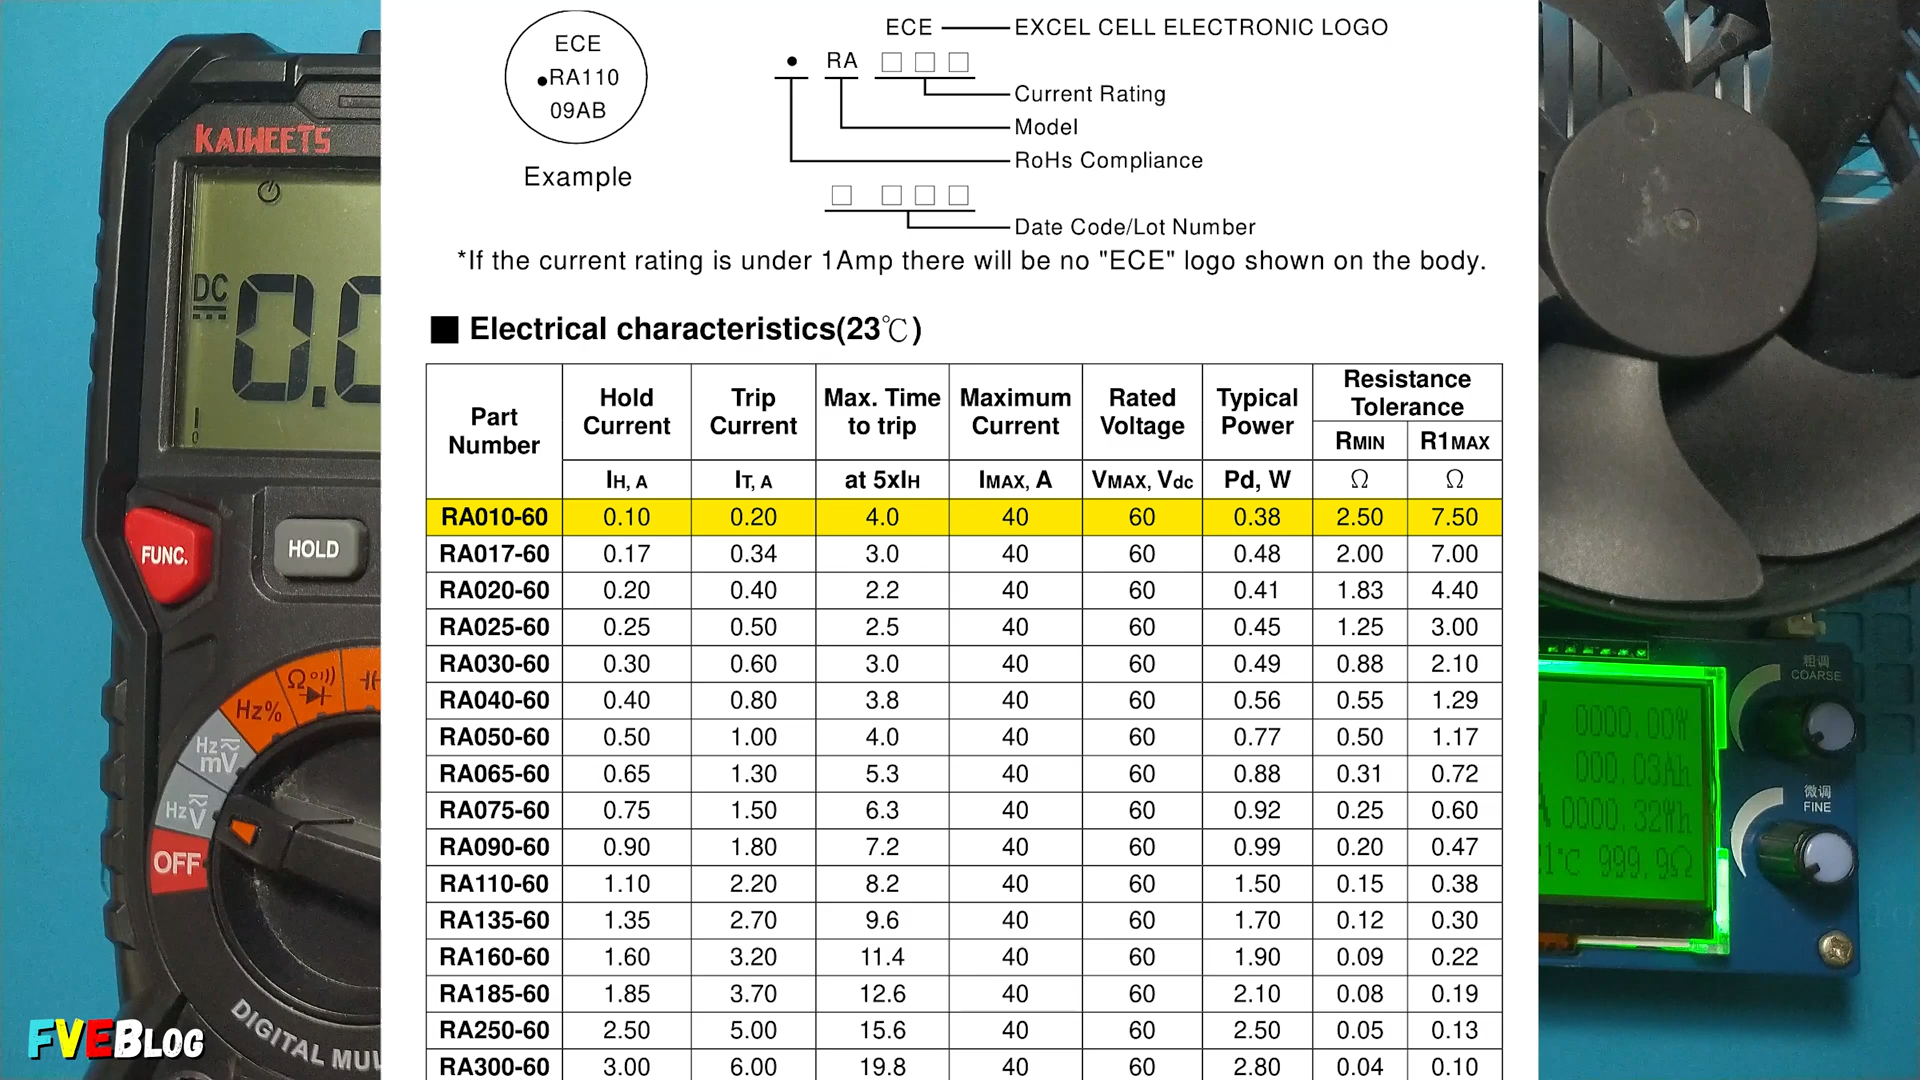 ECE
•RA110
09AB
Example
ECE EXCEL CELL ELECTRONIC LOGO
• RA □ □ □
Current Rating
Model
RoHs Compliance
□ □ □ □
Date Code/Lot Number
*If the current rating is under 1Amp there will be no "ECE" logo shown on the body.
■ Electrical characteristics(23℃)
Part Number Hold Current Trip Current Max. Time to trip Maximum Current Rated Voltage Typical Power Resistance Tolerance
RMIN R1MAX
IH, A IT, A at 5xIH IMAX, A VMAX, Vdc Pd, W Ω Ω
RA010-60 0.10 0.20 4.0 40 60 0.38 2.50 7.50
RA017-60 0.17 0.34 3.0 40 60 0.48 2.00 7.00
RA020-60 0.20 0.40 2.2 40 60 0.41 1.83 4.40
RA025-60 0.25 0.50 2.5 40 60 0.45 1.25 3.00
RA030-60 0.30 0.60 3.0 40 60 0.49 0.88 2.10
RA040-60 0.40 0.80 3.8 40 60 0.56 0.55 1.29
RA050-60 0.50 1.00 4.0 40 60 0.77 0.50 1.17
RA065-60 0.65 1.30 5.3 40 60 0.88 0.31 0.72
RA075-60 0.75 1.50 6.3 40 60 0.92 0.25 0.60
RA090-60 0.90 1.80 7.2 40 60 0.99 0.20 0.47
RA110-60 1.10 2.20 8.2 40 60 1.50 0.15 0.38
RA135-60 1.35 2.70 9.6 40 60 1.70 0.12 0.30
RA160-60 1.60 3.20 11.4 40 60 1.90 0.09 0.22
RA185-60 1.85 3.70 12.6 40 60 2.10 0.08 0.19
RA250-60 2.50 5.00 15.6 40 60 2.50 0.05 0.13
RA300-60 3.00 6.00 19.8 40 60 2.80 0.04 0.10
KAIWEETS
DC
0.0
FUNC.
HOLD
Ω
Hz%
Hz mV
Hz V
OFF
DIGITAL MU
FVEBLOG
粗调
COARSE
微调
FINE
0000.00W
000.03Ah
0000.32Wh
1℃ 999.9Ω